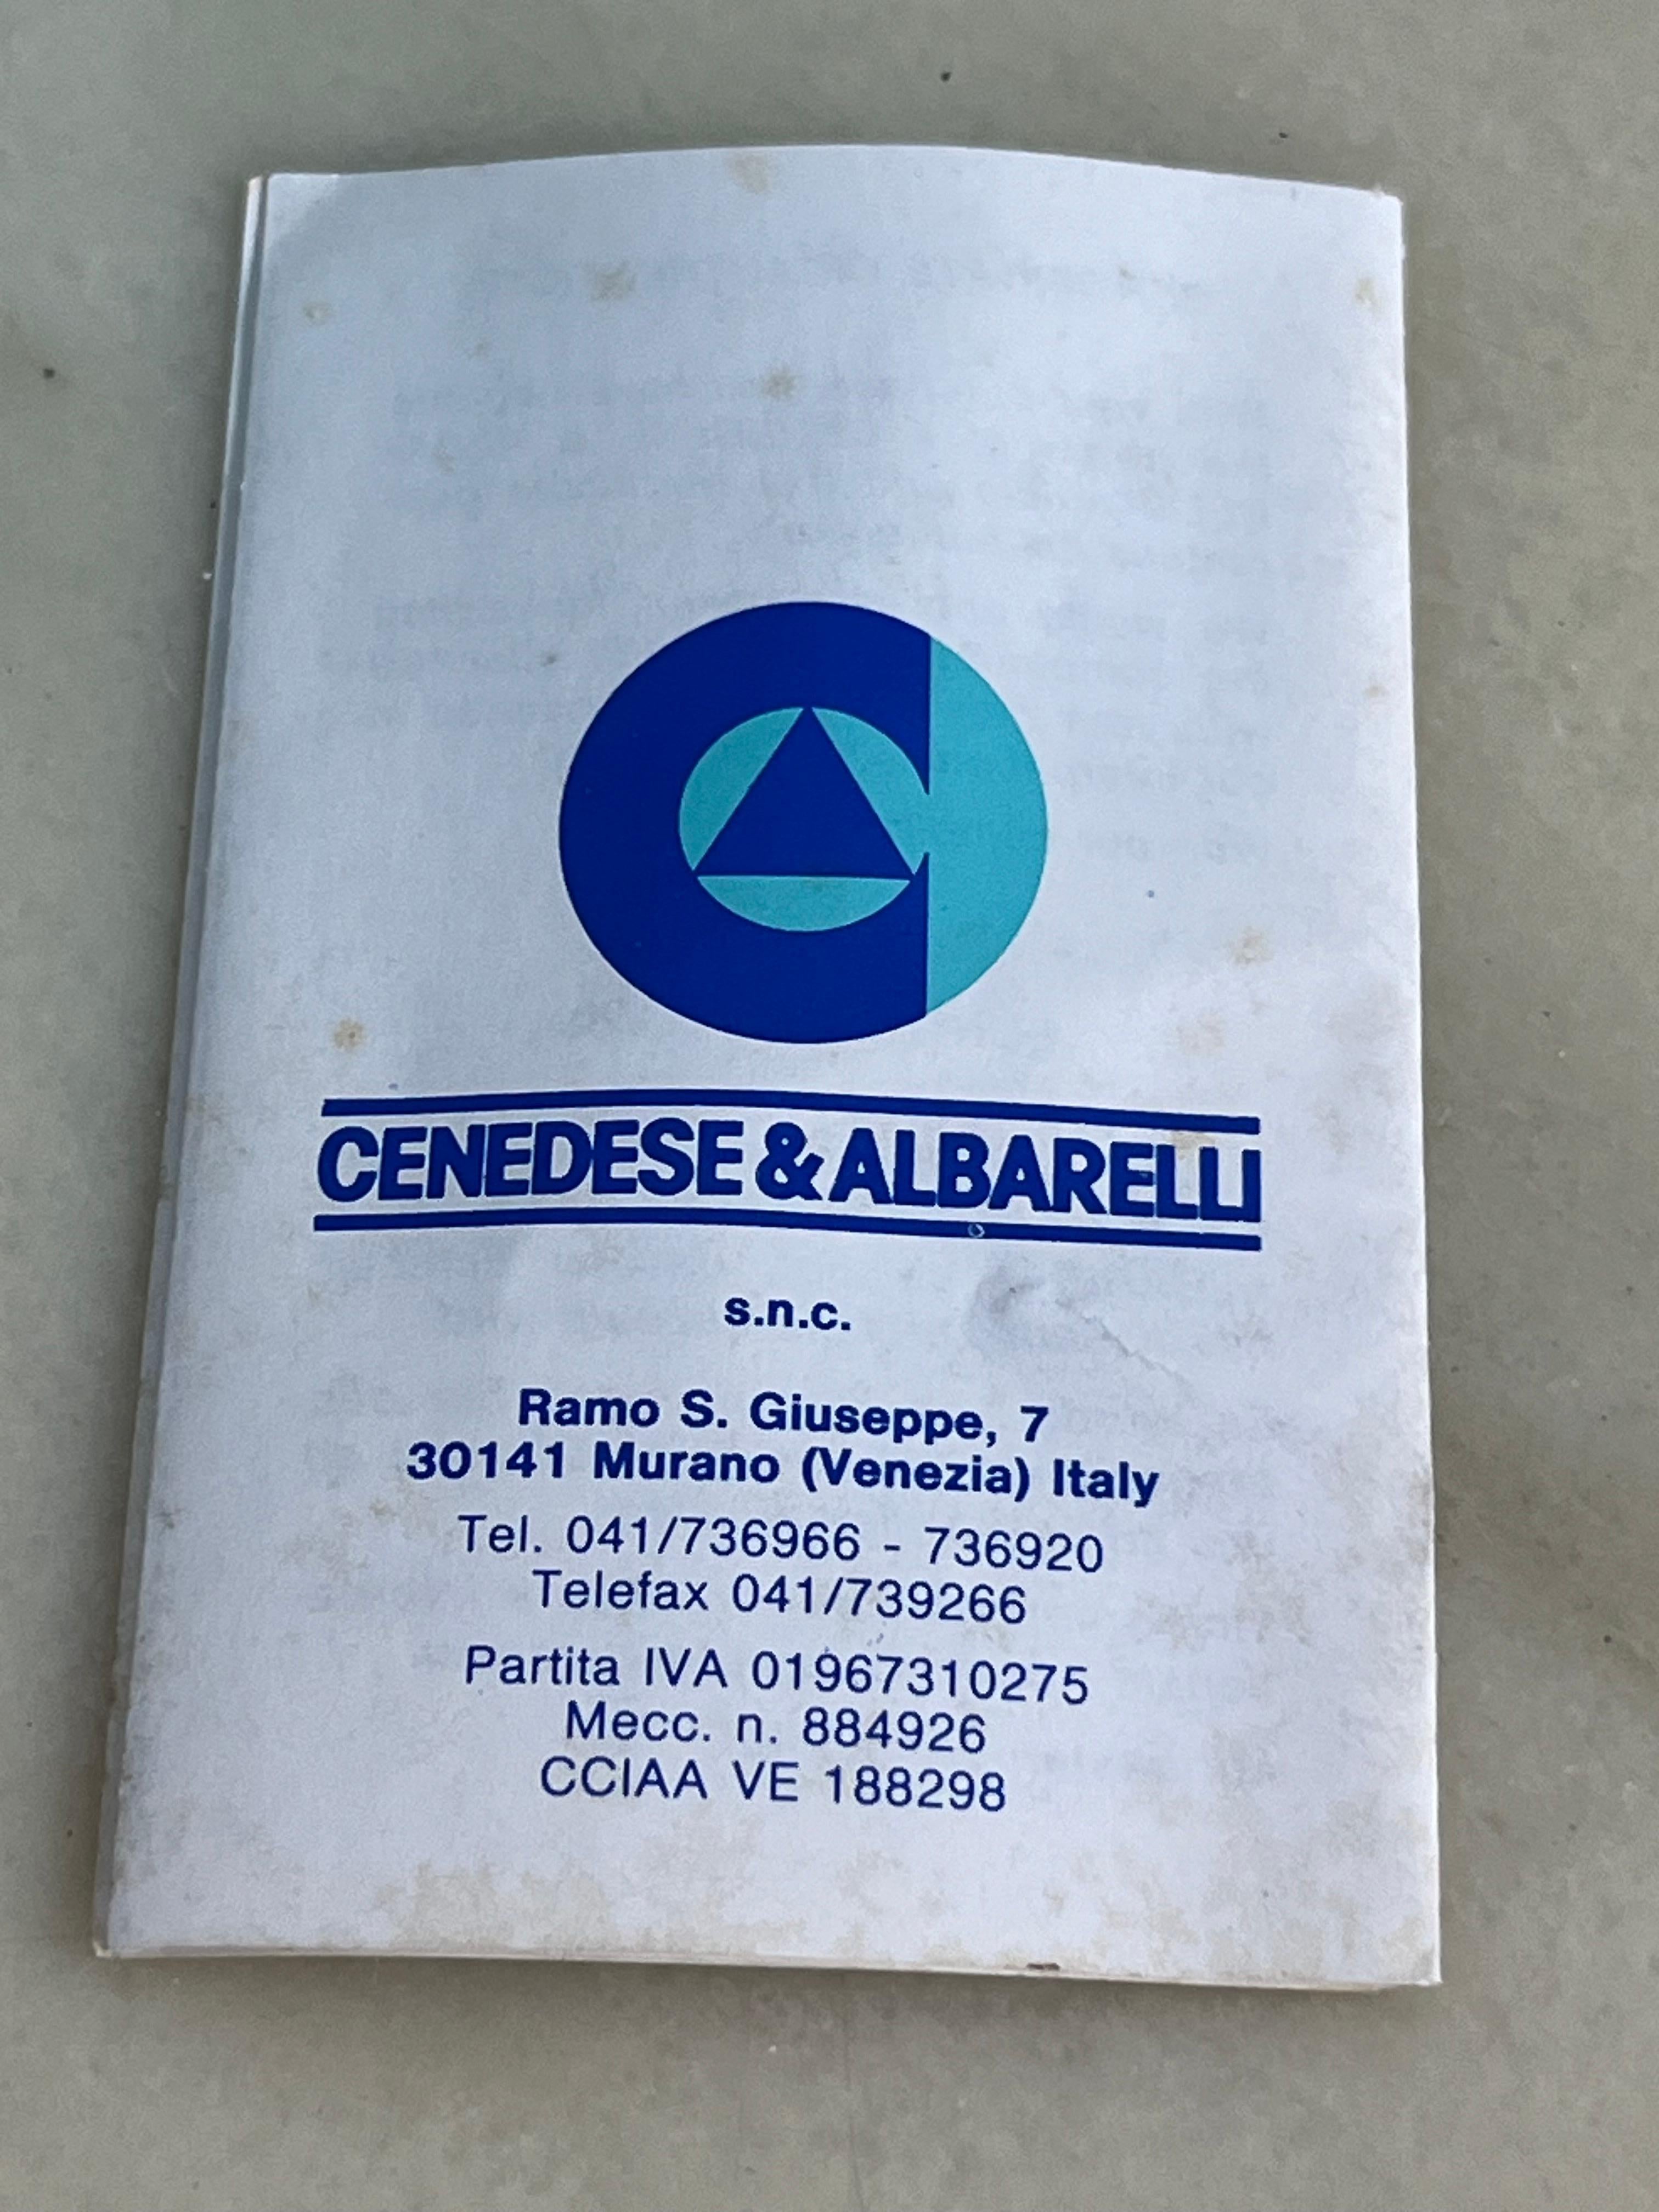 CENEDESE & ALBARELLI
s.n.c.
Ramo S. Giuseppe, 7
30141 Murano (Venezia) Italy
Tel. 041/736966 - 736920
Telefax 041/739266
Partita IVA 01967310275
Mecc. n. 884926
CCIAA VE 188298